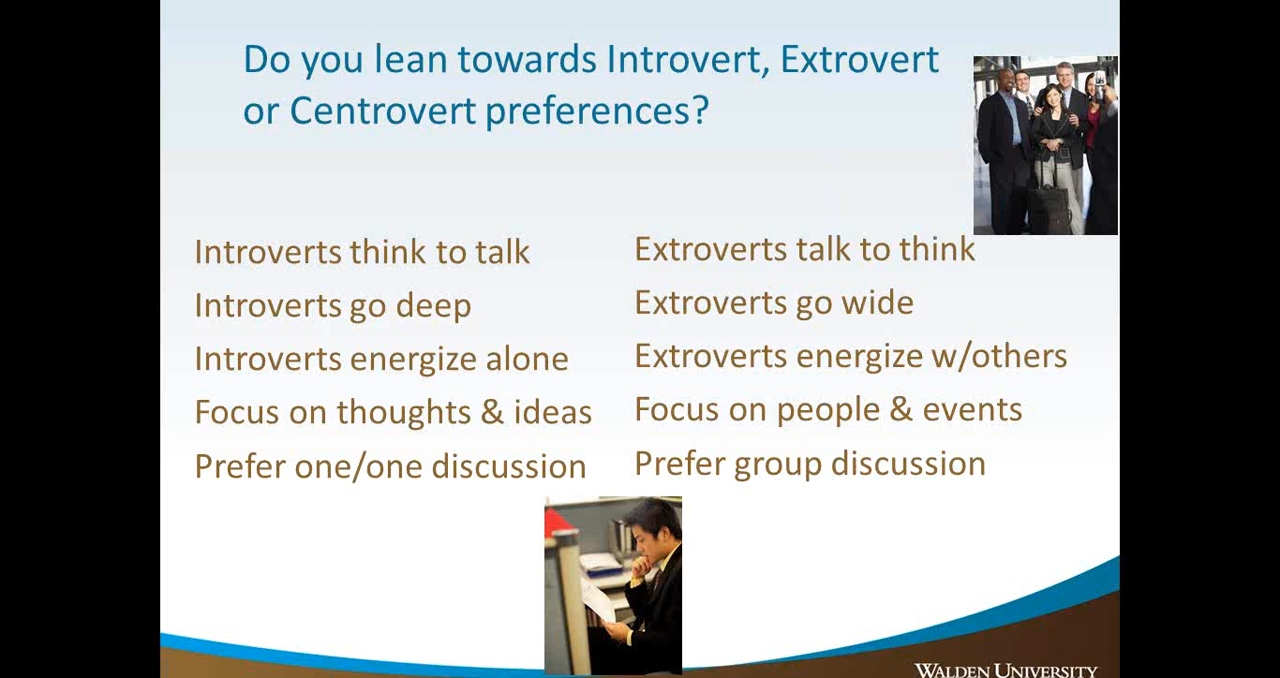 Do you lean towards Introvert, Extrovert
or Centrovert preferences?
Introverts think to talk
Introverts go deep
Introverts energize alone
Focus on thoughts & ideas
Prefer one/one discussion
Extroverts talk to think
Extroverts go wide
Extroverts energize w/others
Focus on people & events
Prefer group discussion
WALDEN UNIVERSITY